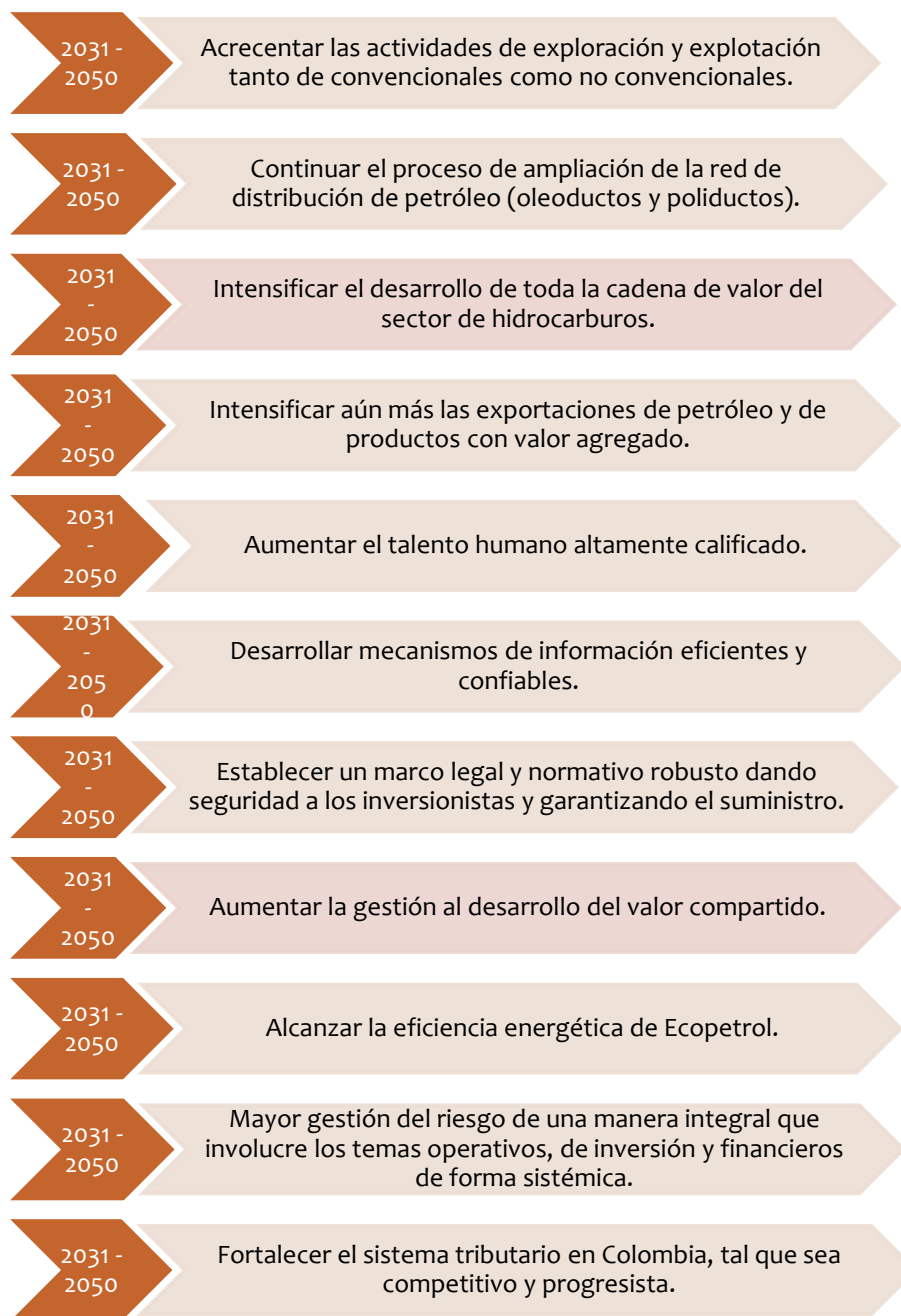 2031 -
2050
Acrecentar las actividades de exploración y explotación
tanto de convencionales como no convencionales.
2031 -
2050
Continuar el proceso de ampliación de la red de
distribución de petróleo (oleoductos y poliductos).
2031
-
2050
Intensificar el desarrollo de toda la cadena de valor del
sector de hidrocarburos.
2031
-
2050
Intensificar aún más las exportaciones de petróleo y de
productos con valor agregado.
2031
-
2050
Aumentar el talento humano altamente calificado.
2031
-
205
0
Desarrollar mecanismos de información eficientes y
confiables.
2031
-
2050
Establecer un marco legal y normativo robusto dando
seguridad a los inversionistas y garantizando el suministro.
2031
-
2050
Aumentar la gestión al desarrollo del valor compartido.
2031 -
2050
Alcanzar la eficiencia energética de Ecopetrol.
2031 -
2050
Mayor gestión del riesgo de una manera integral que
involucre los temas operativos, de inversión y financieros
de forma sistémica.
2031 -
2050
Fortalecer el sistema tributario en Colombia, tal que sea
competitivo y progresista.